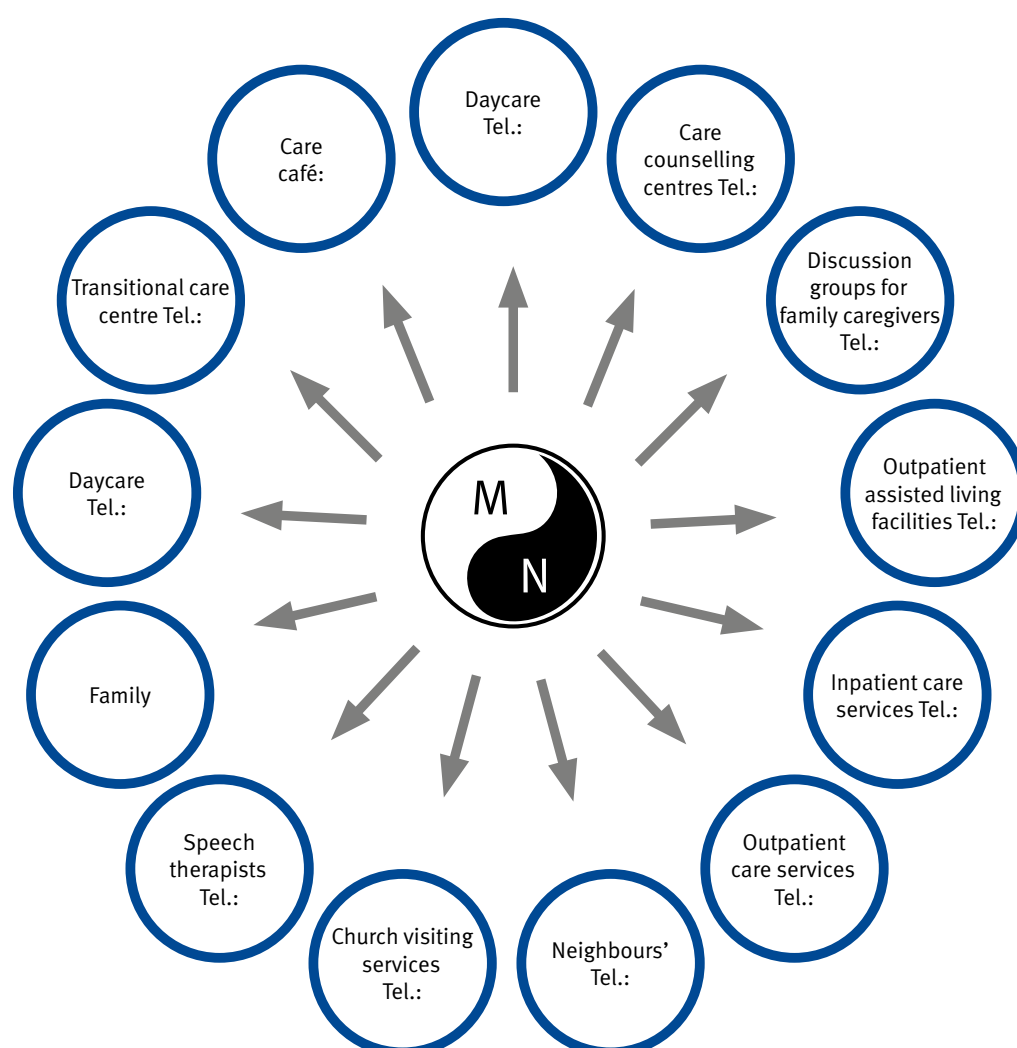 Daycare
Tel.:
Care
counselling
centres Tel.:
Discussion
groups for
family caregivers
Tel.:
Outpatient
assisted living
facilities Tel.:
Inpatient care
services Tel.:
Outpatient
care services
Tel.:
Neighbours’
Tel.:
Church visiting
services
Tel.:
Speech
therapists
Tel.:
Family
Daycare
Tel.:
Transitional care
centre Tel.:
Care
café:
M
N